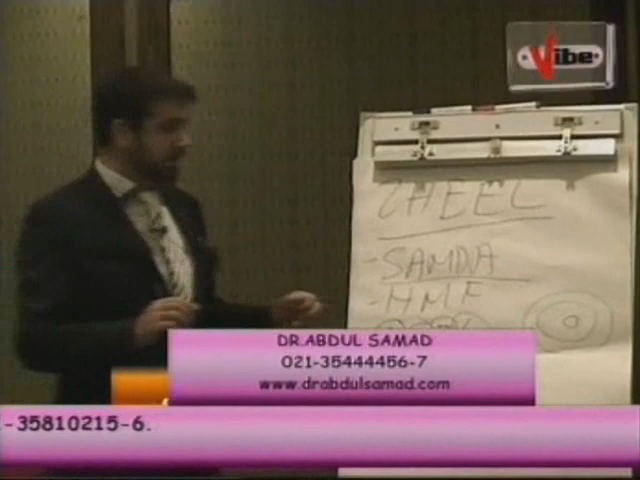 Vibe
CHEEL
- SAMDA
- HMF
DR.ABDUL SAMAD
021-35444456-7
www.drabdulsamad.com
-35810215-6.